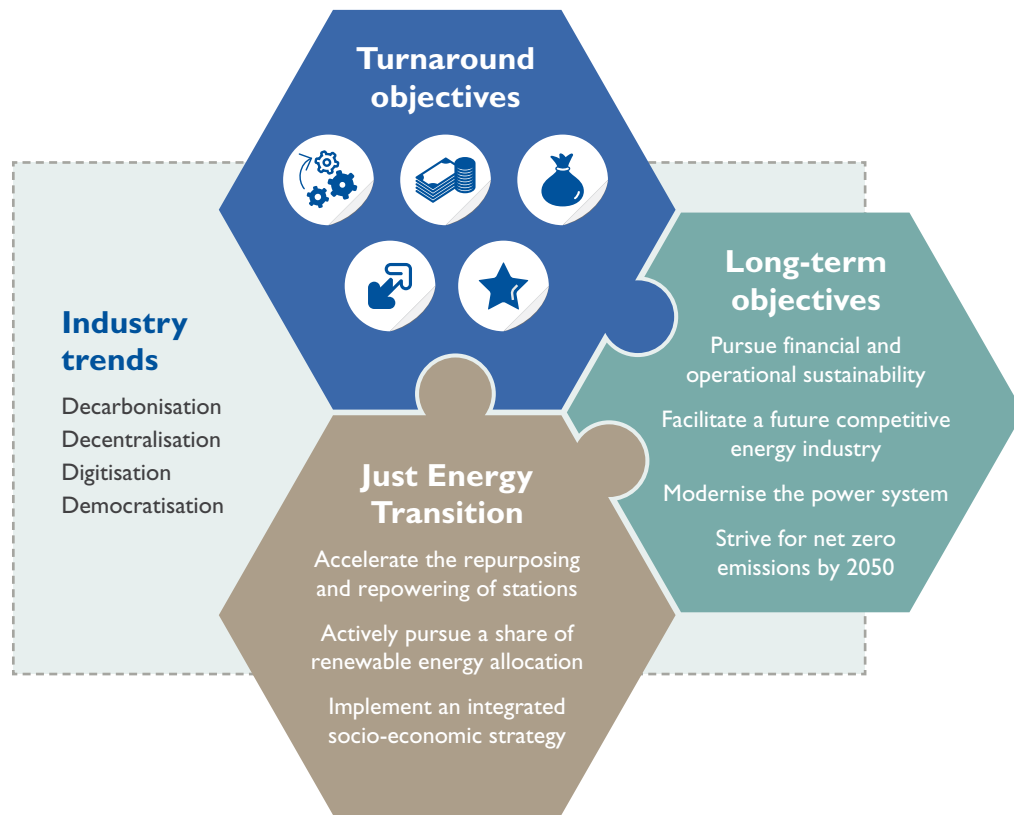 Turnaround
objectives
Industry
trends
Decarbonisation
Decentralisation
Digitisation
Democratisation
Long-term
objectives
Pursue financial and
operational sustainability
Facilitate a future competitive
energy industry
Modernise the power system
Strive for net zero
emissions by 2050
Just Energy
Transition
Accelerate the repurposing
and repowering of stations
Actively pursue a share of
renewable energy allocation
Implement an integrated
socio-economic strategy